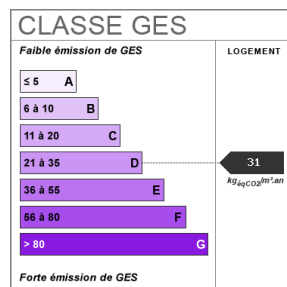 CLASSE GES
Faible émission de GES
LOGEMENT
≤ 5 A
6 à 10 B
11 à 20 C
21 à 35 D
31
kgéqCO2/m².an
36 à 55 E
56 à 80 F
> 80 G
Forte émission de GES